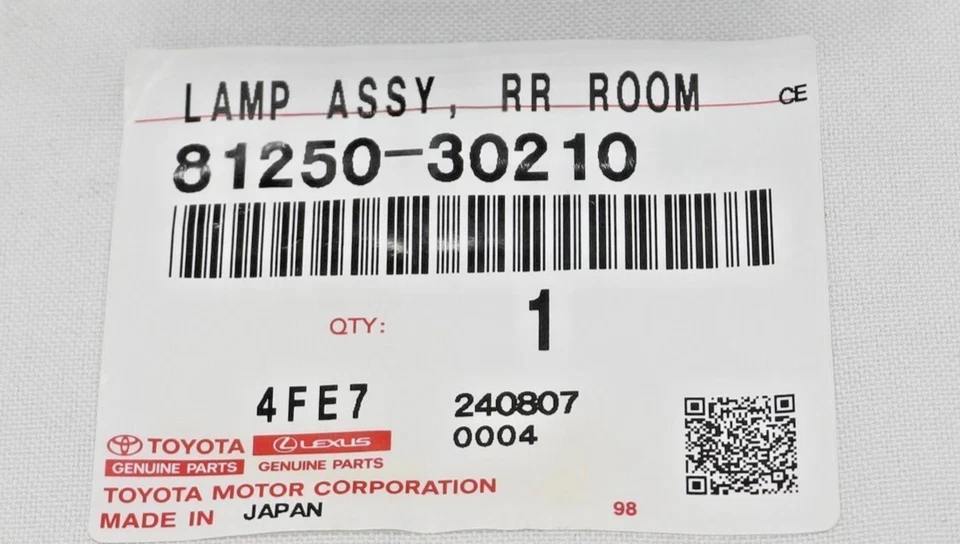 LAMP ASSY, RR ROOM CE
81250-30210
QTY: 1
4FE7 240807
0004
TOYOTA LEXUS
GENUINE PARTS GENUINE PARTS
TOYOTA MOTOR CORPORATION
MADE IN JAPAN 98